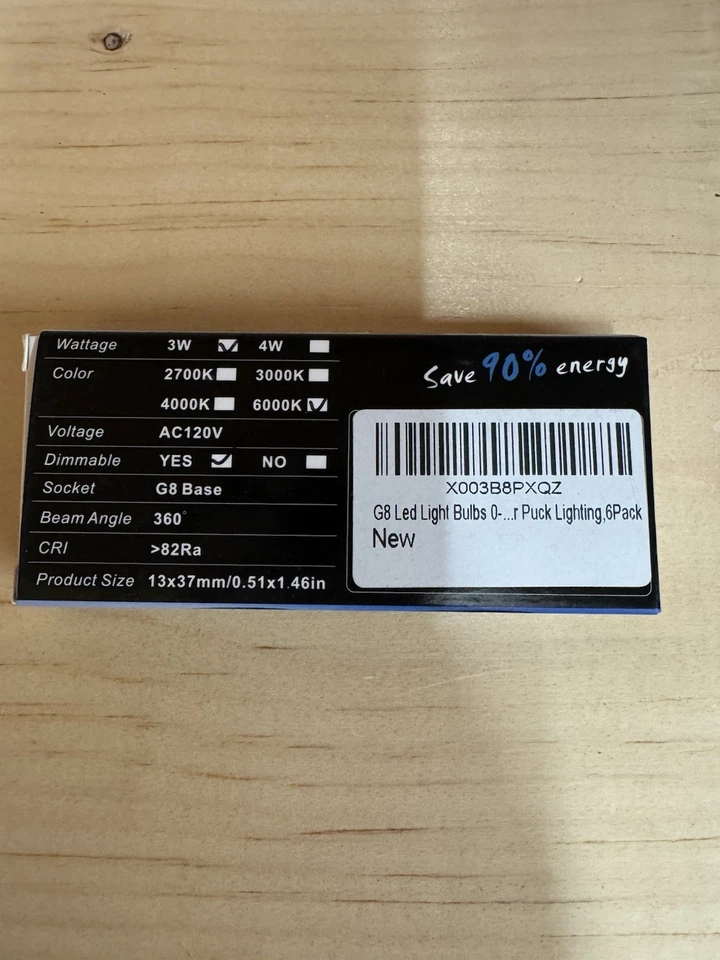 Wattage 3W 4W
Color 2700K 3000K
4000K 6000K
Voltage AC120V
Dimmable YES NO
Socket G8 Base
Beam Angle 360°
CRI >82Ra
Product Size 13x37mm/0.51x1.46in
Save 90% energy
X003B8PXQZ
G8 Led Light Bulbs 0-...r Puck Lighting,6Pack
New